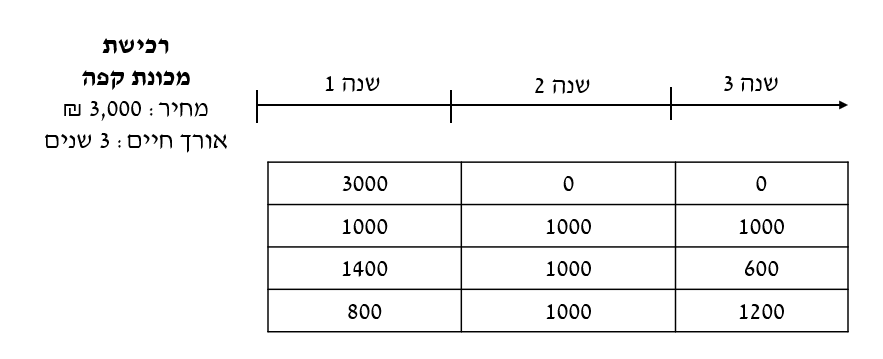 רכישת
מכונת קפה
מחיר: 3,000 ₪
אורך חיים: 3 שנים
שנה 1 שנה 2 שנה 3
3000 0 0
1000 1000 1000
1400 1000 600
800 1000 1200